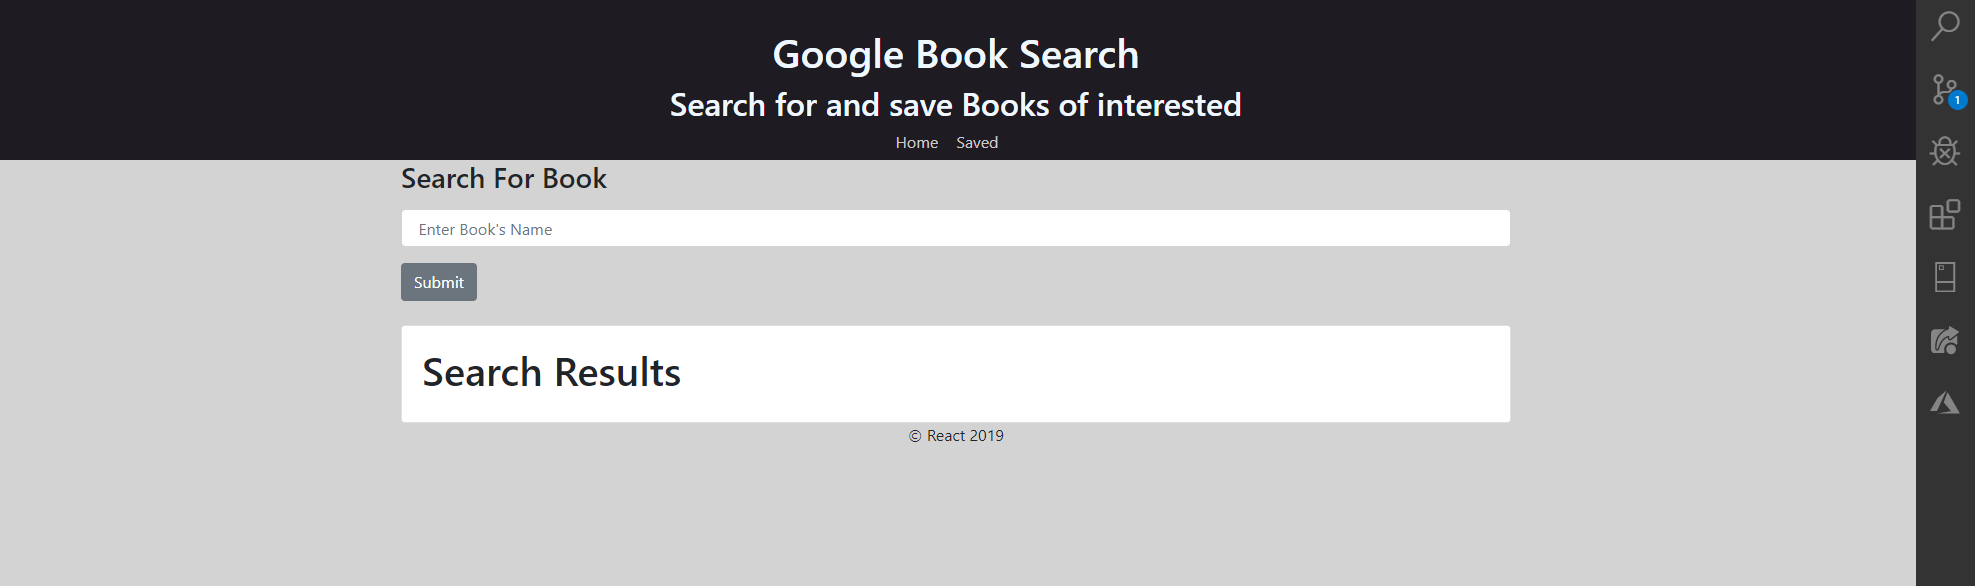 Google Book Search
Search for and save Books of interested
Home Saved
Search For Book
Enter Book's Name
Submit
Search Results
© React 2019
1